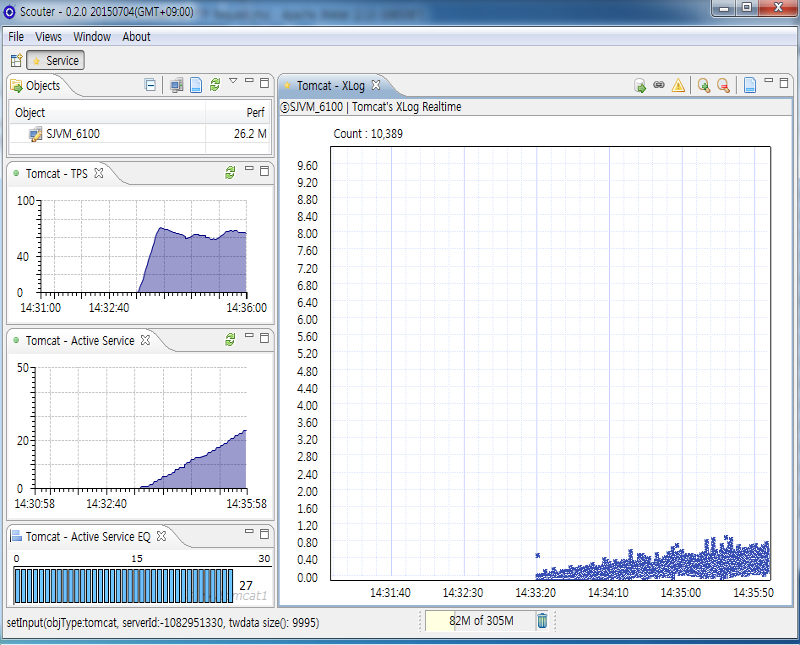 Scouter - 0.2.0 20150704(GMT+09:00)
File Views Window About
Service
Objects
Object Perf
SJVM_6100 26.2 M
Tomcat - TPS
100
40
0
14:31:00 14:32:40 14:36:00
Tomcat - Active Service
50
20
0
14:30:58 14:32:40 14:35:58
Tomcat - Active Service EQ
0 15 30
27
Tomcat - XLog
SJVM_6100 | Tomcat's XLog Realtime
Count : 10,389
9.60
9.20
8.80
8.40
8.00
7.60
7.20
6.80
6.40
6.00
5.60
5.20
4.80
4.40
4.00
3.60
3.20
2.80
2.40
2.00
1.60
1.20
0.80
0.40
0.00
14:31:40 14:32:30 14:33:20 14:34:10 14:35:00 14:35:50
setInput(objType:tomcat, serverId:-1082951330, twdata size(): 9995)
82M of 305M